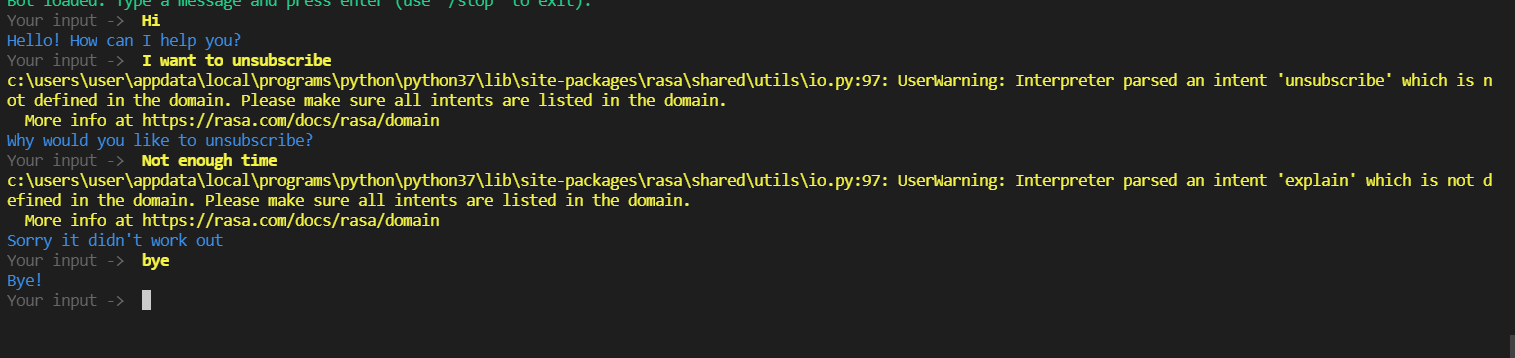 Bot loaded. Type a message and press enter (use '/stop' to exit):
Your input -> Hi
Hello! How can I help you?
Your input -> I want to unsubscribe
c:\users\user\appdata\local\programs\python\python37\lib\site-packages\rasa\shared\utils\io.py:97: UserWarning: Interpreter parsed an intent 'unsubscribe' which is n
ot defined in the domain. Please make sure all intents are listed in the domain.
More info at https://rasa.com/docs/rasa/domain
Why would you like to unsubscribe?
Your input -> Not enough time
c:\users\user\appdata\local\programs\python\python37\lib\site-packages\rasa\shared\utils\io.py:97: UserWarning: Interpreter parsed an intent 'explain' which is not d
efined in the domain. Please make sure all intents are listed in the domain.
More info at https://rasa.com/docs/rasa/domain
Sorry it didn't work out
Your input -> bye
Bye!
Your input ->